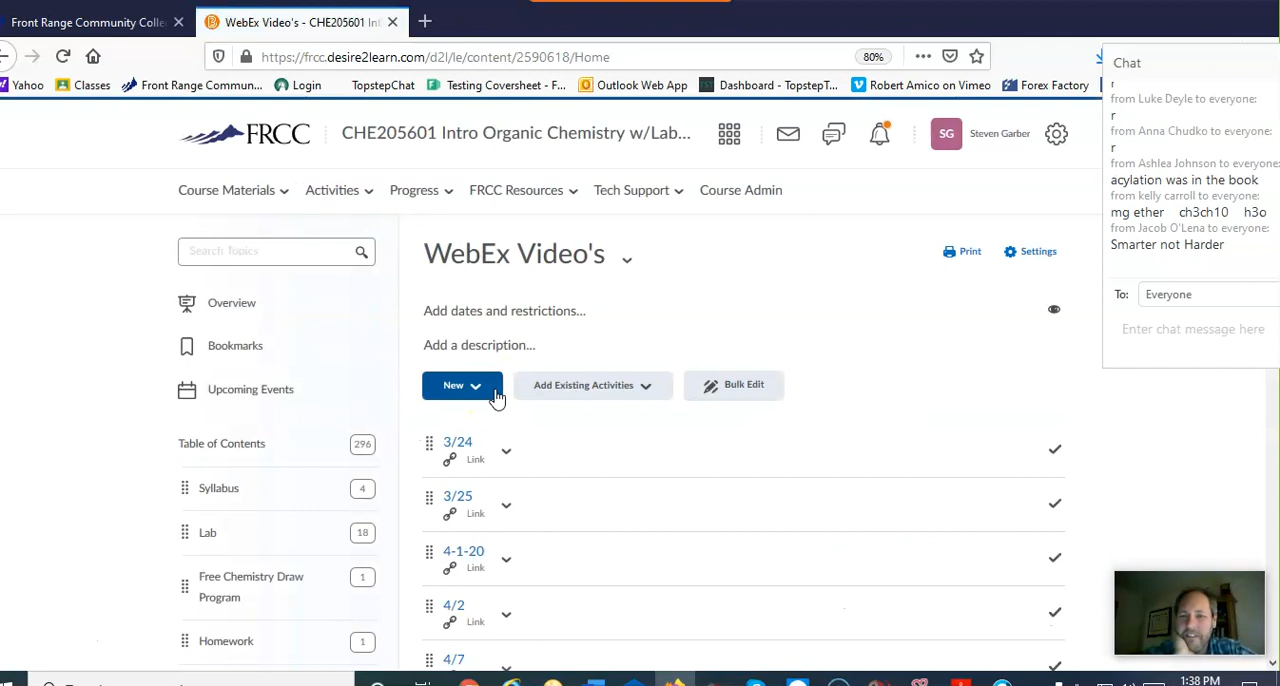 Front Range Community Colle
WebEx Video's - CHE205601 Int
https://frcc.desire2learn.com/d2l/le/content/2590618/Home
80%
Yahoo
Classes
Front Range Commun...
Login
TopstepChat
Testing Coversheet - F...
Outlook Web App
Dashboard - TopstepT...
Robert Amico on Vimeo
Forex Factory
FRCC
CHE205601 Intro Organic Chemistry w/Lab...
SG
Steven Garber
Course Materials
Activities
Progress
FRCC Resources
Tech Support
Course Admin
Search Topics
Overview
Bookmarks
Upcoming Events
Table of Contents
296
Syllabus
4
Lab
18
Free Chemistry Draw
Program
1
Homework
1
WebEx Video's
Print
Settings
Add dates and restrictions...
Add a description...
New
Add Existing Activities
Bulk Edit
3/24
Link
3/25
Link
4-1-20
Link
4/2
Link
4/7
Chat
r
from Luke Deyle to everyone:
r
from Anna Chudko to everyone:
r
from Ashlea Johnson to everyone:
acylation was in the book
from kelly carroll to everyone:
mg ether ch3ch10 h3o
from Jacob O'Lena to everyone:
Smarter not Harder
To:
Everyone
Enter chat message here
1:38 PM